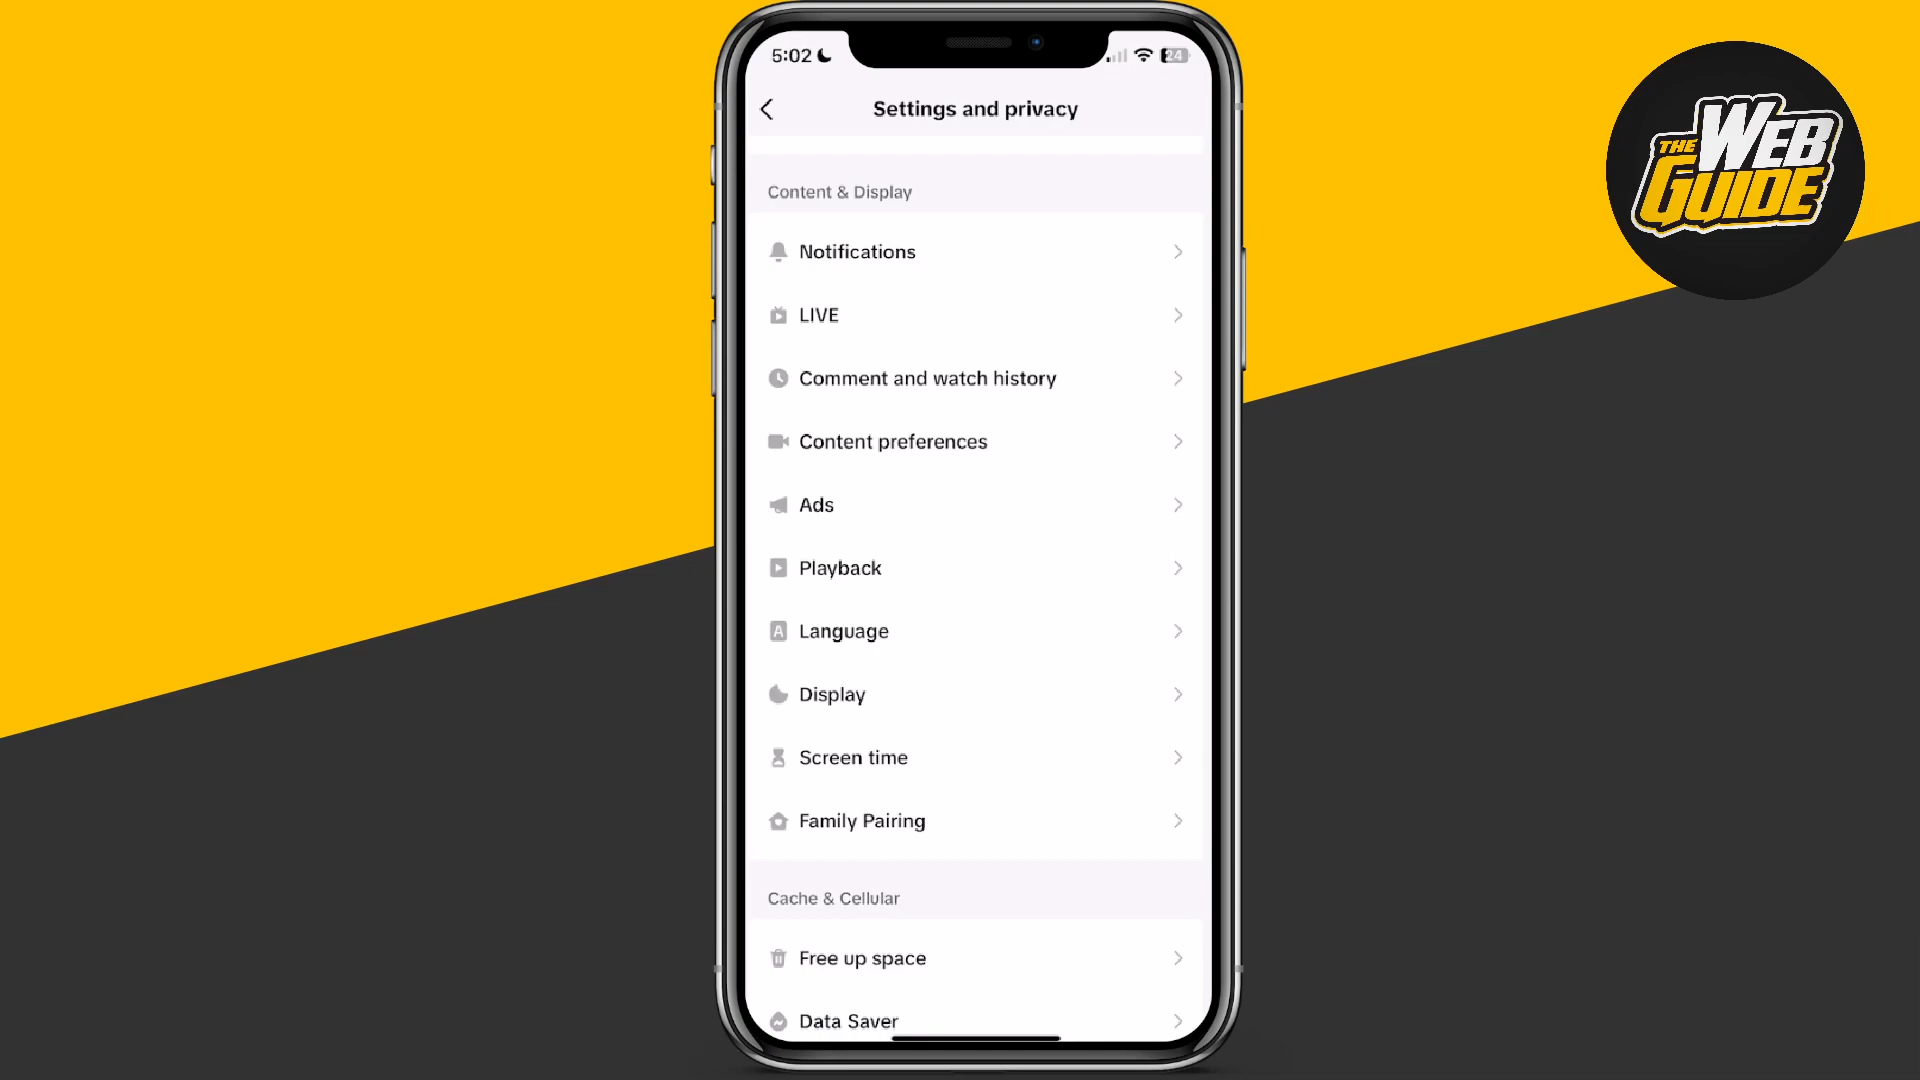 5:02
24
Settings and privacy
THE WEB
GUIDE
Content & Display
Notifications
LIVE
Comment and watch history
Content preferences
Ads
Playback
A Language
Display
Screen time
Family Pairing
Cache & Cellular
Free up space
Data Saver